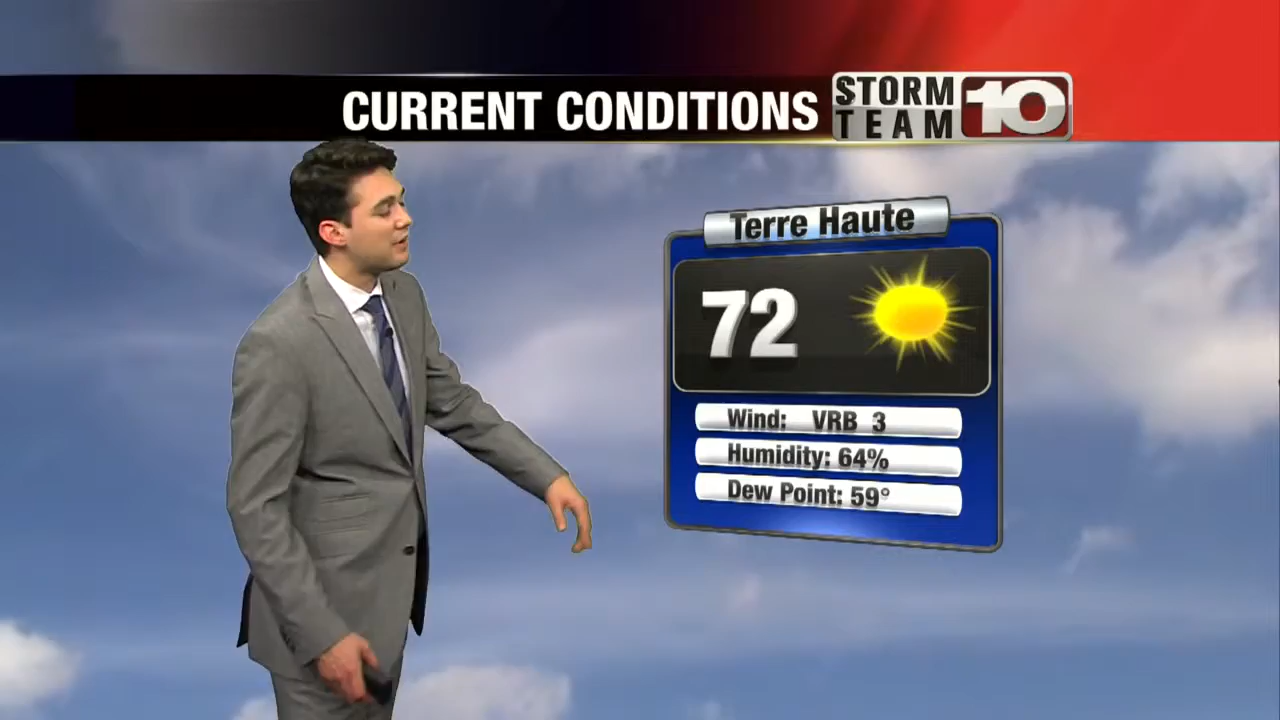 CURRENT CONDITIONS
STORM
TEAM
10
Terre Haute
72
Wind: VRB 3
Humidity: 64%
Dew Point: 59°